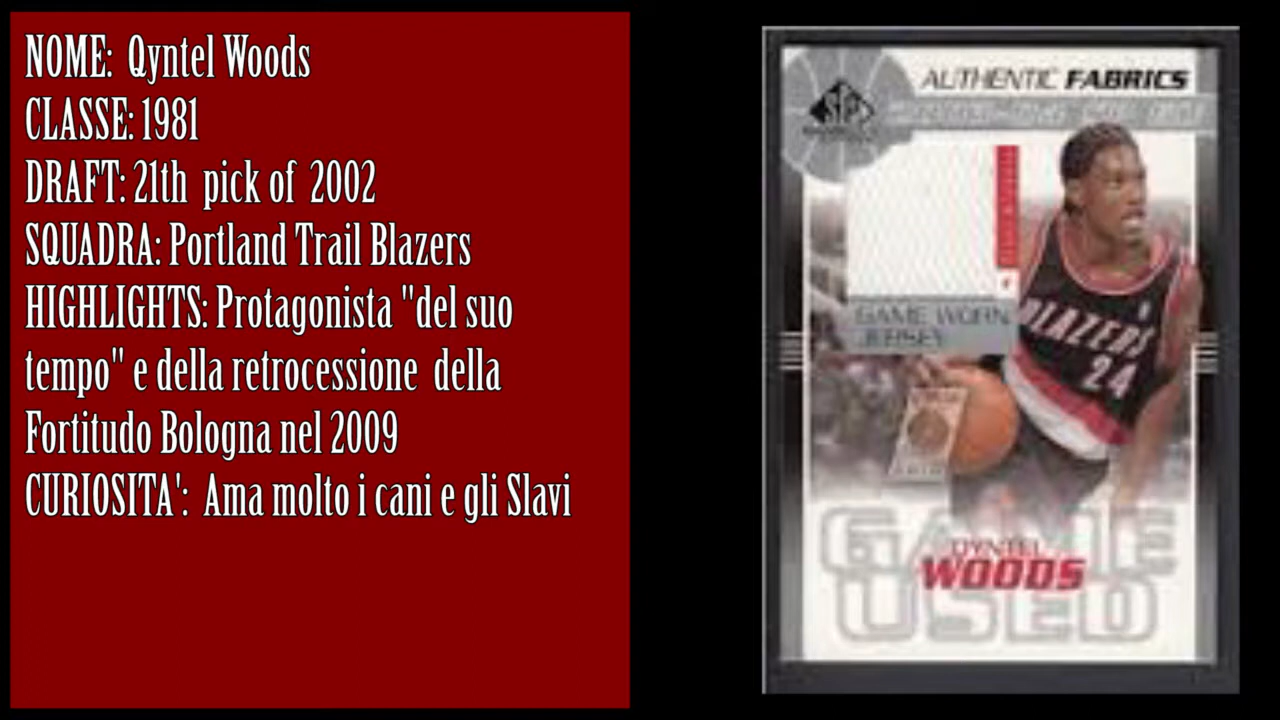 NOME: Qyntel Woods
CLASSE: 1981
DRAFT: 21th pick of 2002
SQUADRA: Portland Trail Blazers
HIGHLIGHTS: Protagonista "del suo
tempo" e della retrocessione della
Fortitudo Bologna nel 2009
CURIOSITA': Ama molto i cani e gli Slavi
AUTHENTIC FABRICS
GAME WORN
JERSEY
BLAZERS
24
GAME
QYNTEL
WOODS
USED